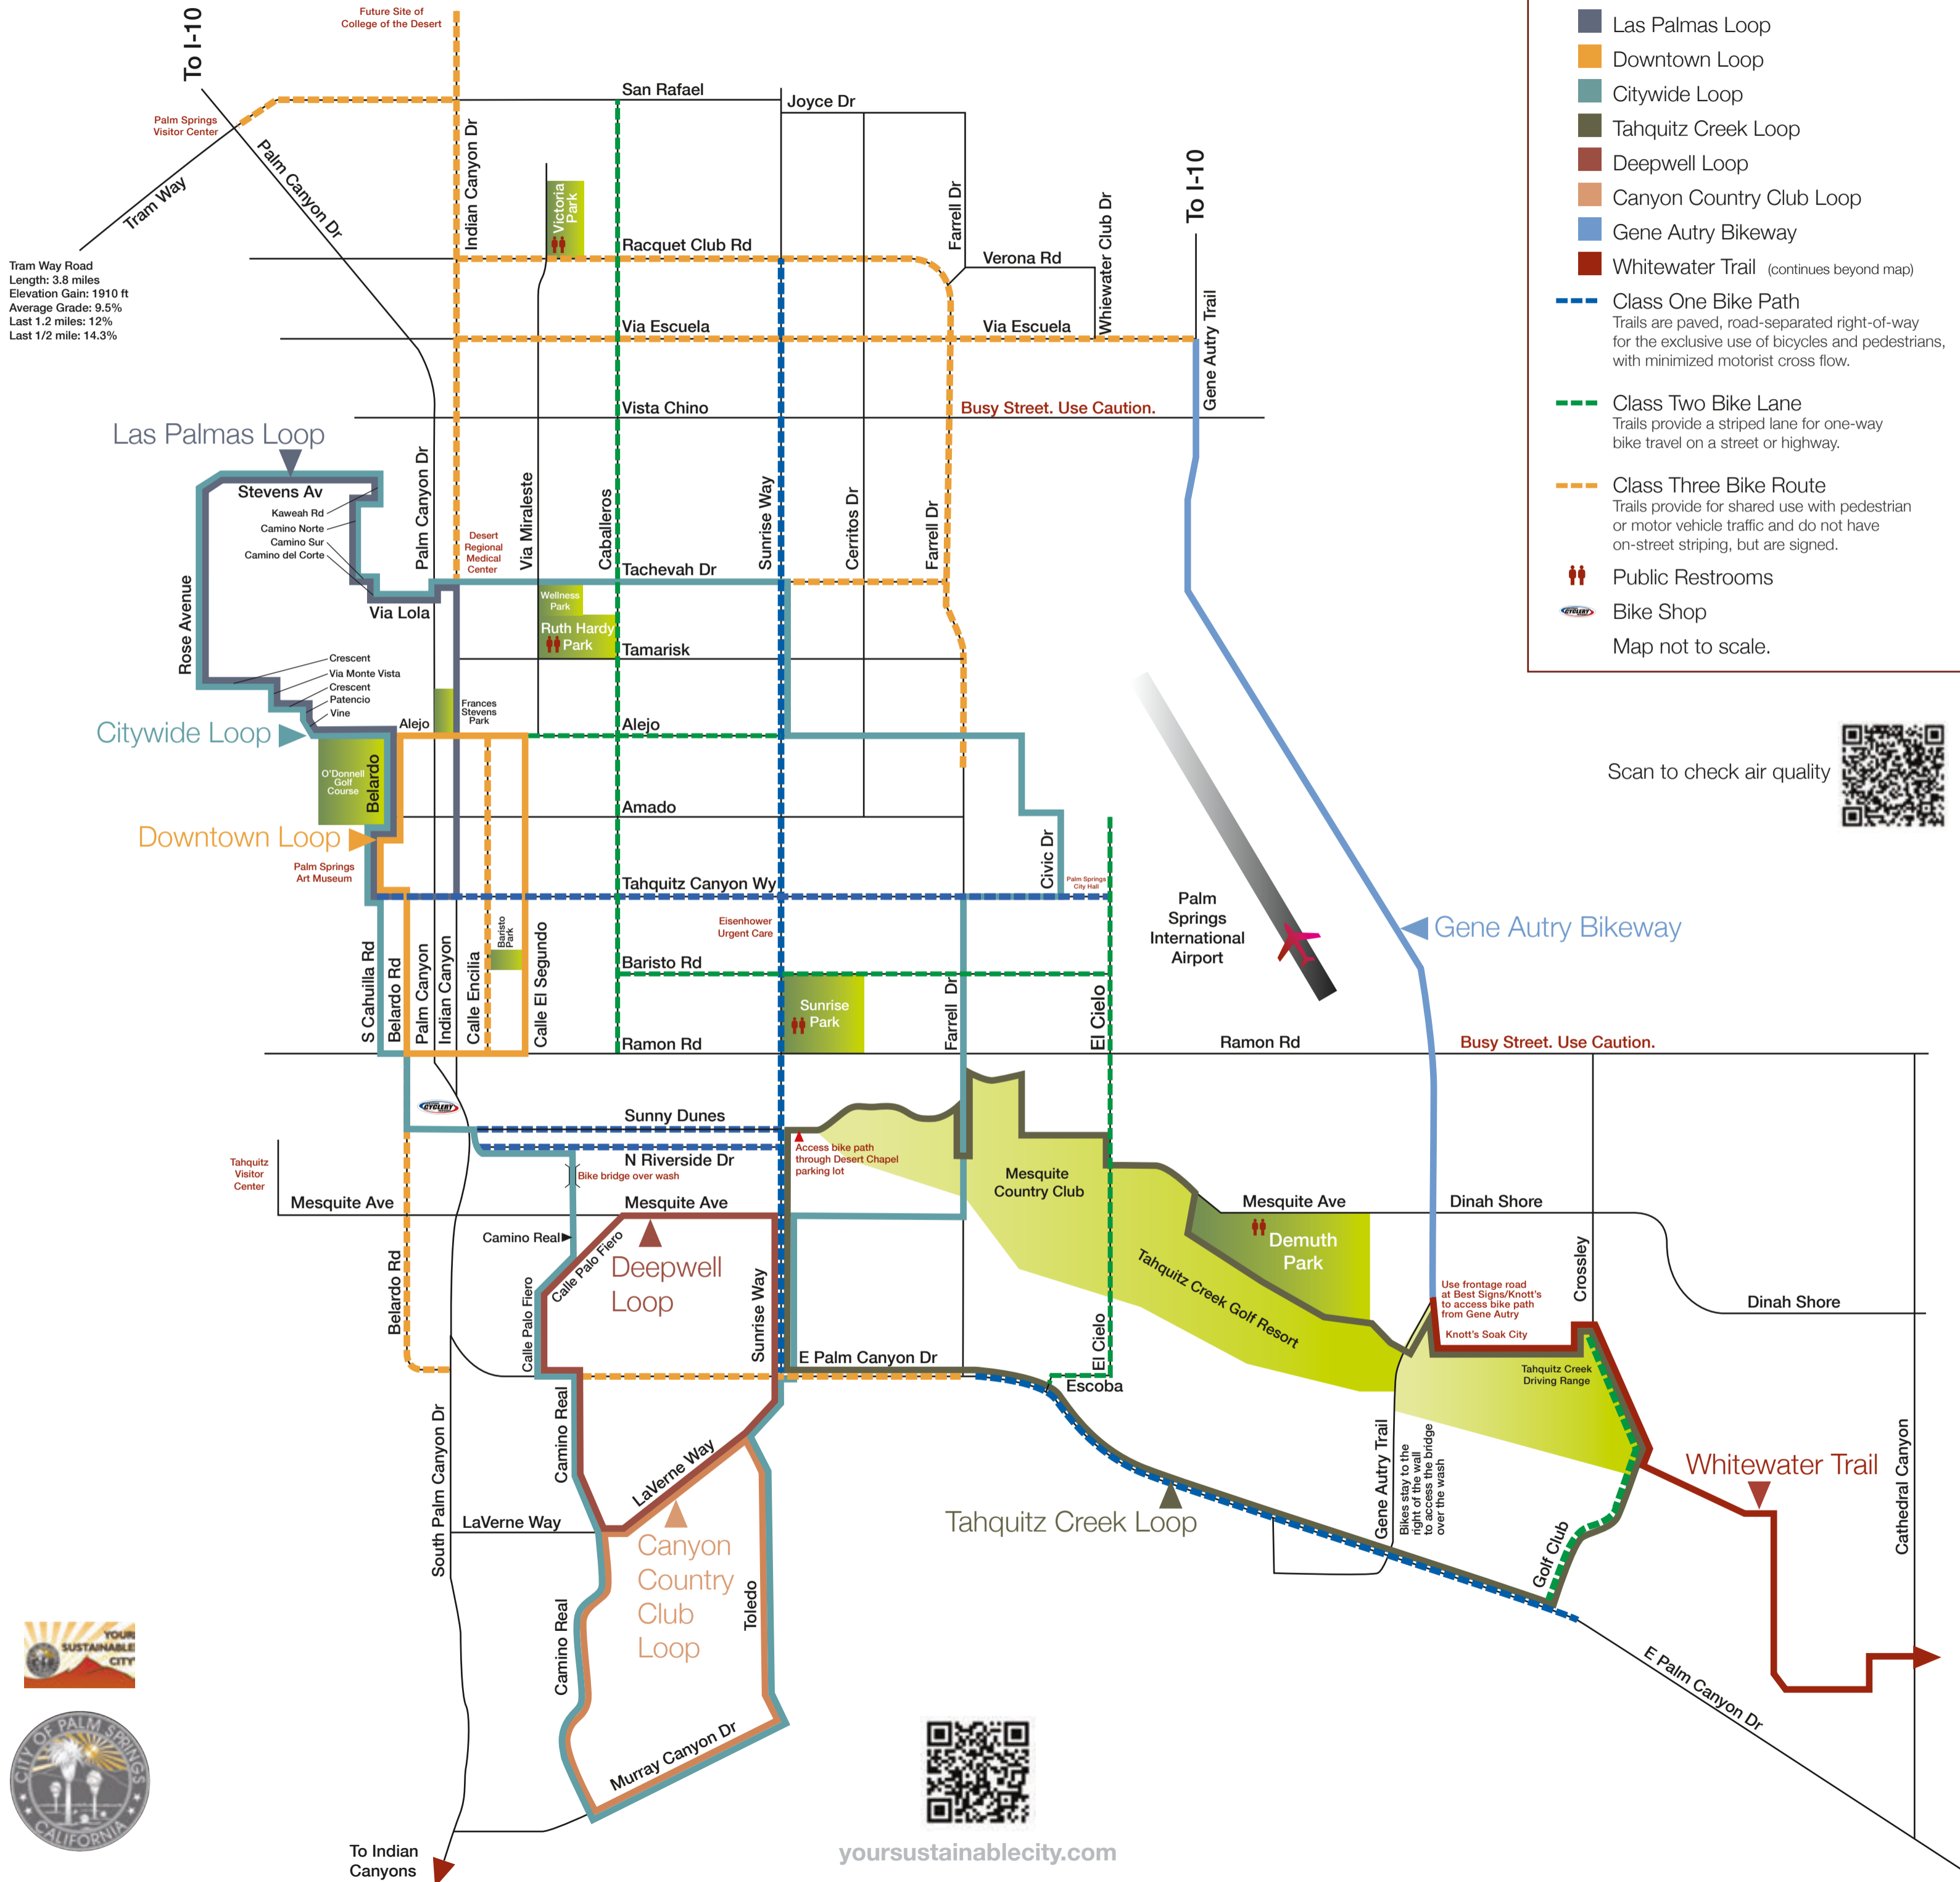 Future Site of
College of the Desert
To I-10
San Rafael
Joyce Dr
Palm Springs
Visitor Center
Palm Canyon Dr
Tram Way
Indian Canyon Dr
Victoria
Park
Farrell Dr
Whiewater Club Dr
To I-10
Racquet Club Rd
Verona Rd
Tram Way Road
Length: 3.8 miles
Elevation Gain: 1910 ft
Average Grade: 9.5%
Last 1.2 miles: 12%
Last 1/2 mile: 14.3%
Via Escuela
Via Escuela
Gene Autry Trail
Vista Chino
Busy Street. Use Caution.
Las Palmas Loop
Stevens Av
Kaweah Rd
Camino Norte
Camino Sur
Camino del Corte
Palm Canyon Dr
Desert
Regional
Medical
Center
Via Miraleste
Caballeros
Sunrise Way
Cerritos Dr
Farrell Dr
Tachevah Dr
Rose Avenue
Via Lola
Wellness
Park
Ruth Hardy
Park
Tamarisk
Crescent
Via Monte Vista
Crescent
Patencio
Vine
Frances
Stevens
Park
Alejo
Alejo
Citywide Loop
O'Donnell
Golf
Course
Belardo
Amado
Downtown Loop
Palm Springs
Art Museum
Civic Dr
Palm Springs
City Hall
Tahquitz Canyon Wy
Eisenhower
Urgent Care
Baristo
Park
Baristo Rd
Palm
Springs
International
Airport
Gene Autry Bikeway
S Cahuilla Rd
Belardo Rd
Palm Canyon
Indian Canyon
Calle Encilia
Calle El Segundo
Sunrise
Park
Farrell Dr
El Cielo
Ramon Rd
Ramon Rd
Busy Street. Use Caution.
CYCLERY
Sunny Dunes
N Riverside Dr
Access bike path
through Desert Chapel
parking lot
Bike bridge over wash
Tahquitz
Visitor
Center
Mesquite Ave
Mesquite Ave
Mesquite
Country Club
Mesquite Ave
Dinah Shore
Camino Real
Calle Palo Fiero
Deepwell
Loop
Demuth
Park
Tahquitz Creek Golf Resort
Crossley
Belardo Rd
Calle Palo Fiero
Sunrise Way
El Cielo
Use frontage road
at Best Signs/Knott's
to access bike path
from Gene Autry
Knott's Soak City
Dinah Shore
E Palm Canyon Dr
Escoba
Tahquitz Creek
Driving Range
South Palm Canyon Dr
Camino Real
LaVerne Way
LaVerne Way
Gene Autry Trail
Bikes stay to the
right of the wall
to access the bridge
over the wash
Whitewater Trail
Cathedral Canyon
Tahquitz Creek Loop
Golf Club
Canyon
Country
Club
Loop
Camino Real
Toledo
Murray Canyon Dr
E Palm Canyon Dr
YOUR
SUSTAINABLE
CITY
CITY OF PALM SPRINGS
CALIFORNIA
To Indian
Canyons
yoursustainablecity.com
Las Palmas Loop
Downtown Loop
Citywide Loop
Tahquitz Creek Loop
Deepwell Loop
Canyon Country Club Loop
Gene Autry Bikeway
Whitewater Trail (continues beyond map)
Class One Bike Path
Trails are paved, road-separated right-of-way
for the exclusive use of bicycles and pedestrians,
with minimized motorist cross flow.
Class Two Bike Lane
Trails provide a striped lane for one-way
bike travel on a street or highway.
Class Three Bike Route
Trails provide for shared use with pedestrian
or motor vehicle traffic and do not have
on-street striping, but are signed.
Public Restrooms
CYCLERY
Bike Shop
Map not to scale.
Scan to check air quality